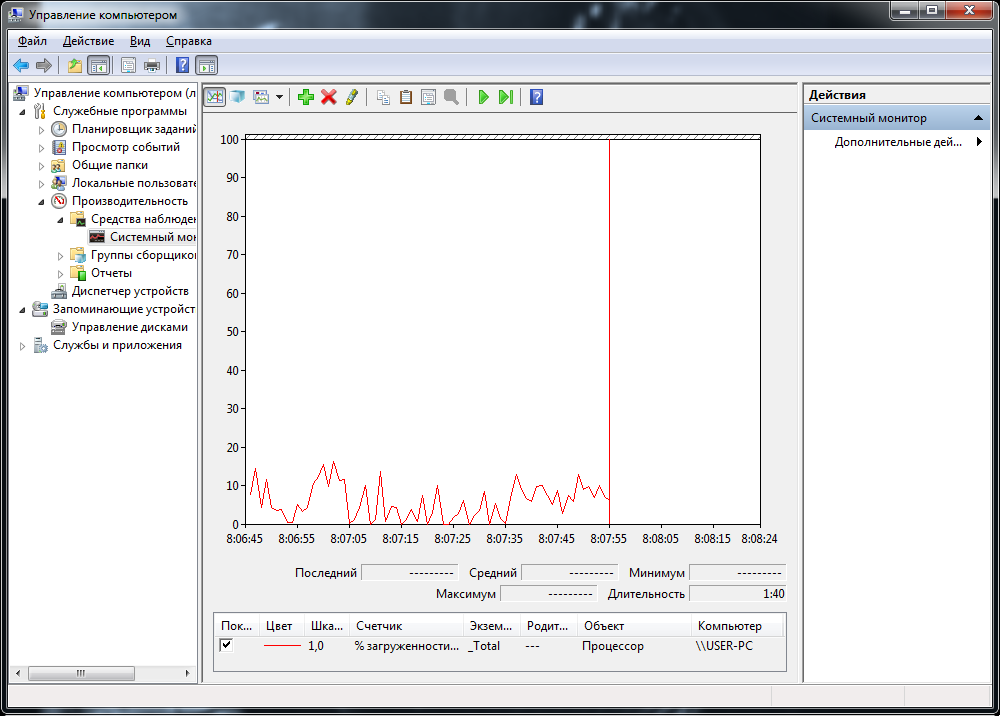 Управление компьютером
Файл Действие Вид Справка
Управление компьютером (л
Служебные программы
Планировщик заданий
Просмотр событий
Общие папки
Локальные пользовате
Производительность
Средства наблюден
Системный мон
Группы сборщико
Отчеты
Диспетчер устройств
Запоминающие устройст
Управление дисками
Службы и приложения
100
90
80
70
60
50
40
30
20
10
0
8:06:45 8:06:55 8:07:05 8:07:15 8:07:25 8:07:35 8:07:45 8:07:55 8:08:05 8:08:15 8:08:24
Последний --------- Средний --------- Минимум ---------
Максимум --------- Длительность 1:40
Пок... Цвет Шка... Счетчик Экзем... Родит... Объект Компьютер
1,0 % загруженности... _Total --- Процессор \\USER-PC
Действия
Системный монитор
Дополнительные дей...